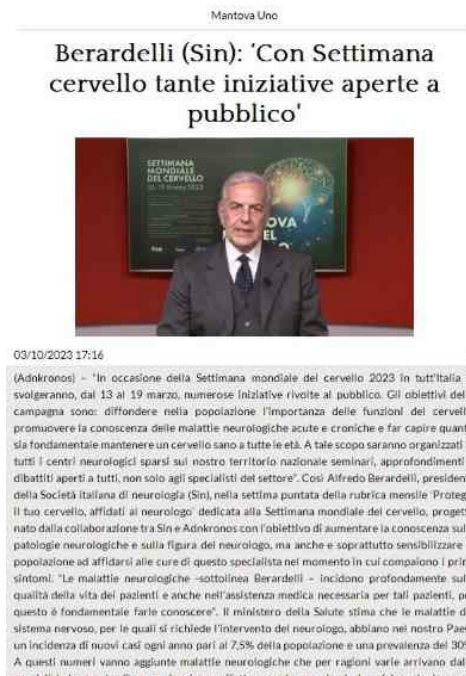 Mantova Uno
Berardelli (Sin): 'Con Settimana
cervello tante iniziative aperte a
pubblico'
SETTIMANA
MONDIALE
DEL CERVELLO
03/10/2023 17:16
(Adnkronos) – "In occasione della Settimana mondiale del cervello 2023 in tutt'Italia
svolgeranno, dal 13 al 19 marzo, numerose iniziative rivolte al pubblico. Gli obiettivi del
campagna sono: diffondere nella popolazione l'importanza delle funzioni del cervell
promuovere la conoscenza delle malattie neurologiche acute e croniche e far capire quant
sia fondamentale mantenere un cervello sano a tutte le età. A tale scopo saranno organizzati
tutti i centri neurologici sparsi sul nostro territorio nazionale seminari, approfondimenti
dibattiti aperti a tutti, non solo agli specialisti del settore". Così Alfredo Berardelli, president
della Società italiana di neurologia (Sin), nella settima puntata della rubrica mensile 'Proteg
il tuo cervello, affidati al neurologo' dedicata alla Settimana mondiale del cervello, proget
nato dalla collaborazione tra Sin e Adnkronos con l'obiettivo di aumentare la conoscenza sul
patologie neurologiche e sulla figura del neurologo, ma anche e soprattutto sensibilizzare
popolazione ad affidarsi alle cure di questo specialista nel momento in cui compaiono i prin
sintomi. "Le malattie neurologiche -sottolinea Berardelli – incidono profondamente sul
qualità della vita dei pazienti e anche nell'assistenza medica necessaria per tali pazienti, pe
questo è fondamentale farle conoscere". Il ministero della Salute stima che le malattie d
sistema nervoso, per le quali si richiede l'intervento del neurologo, abbiano nel nostro Paes
un incidenza di nuovi casi ogni anno pari al 7,5% della popolazione e una prevalenza del 30%
A questi numeri vanno aggiunte malattie neurologiche che per ragioni varie arrivano dal